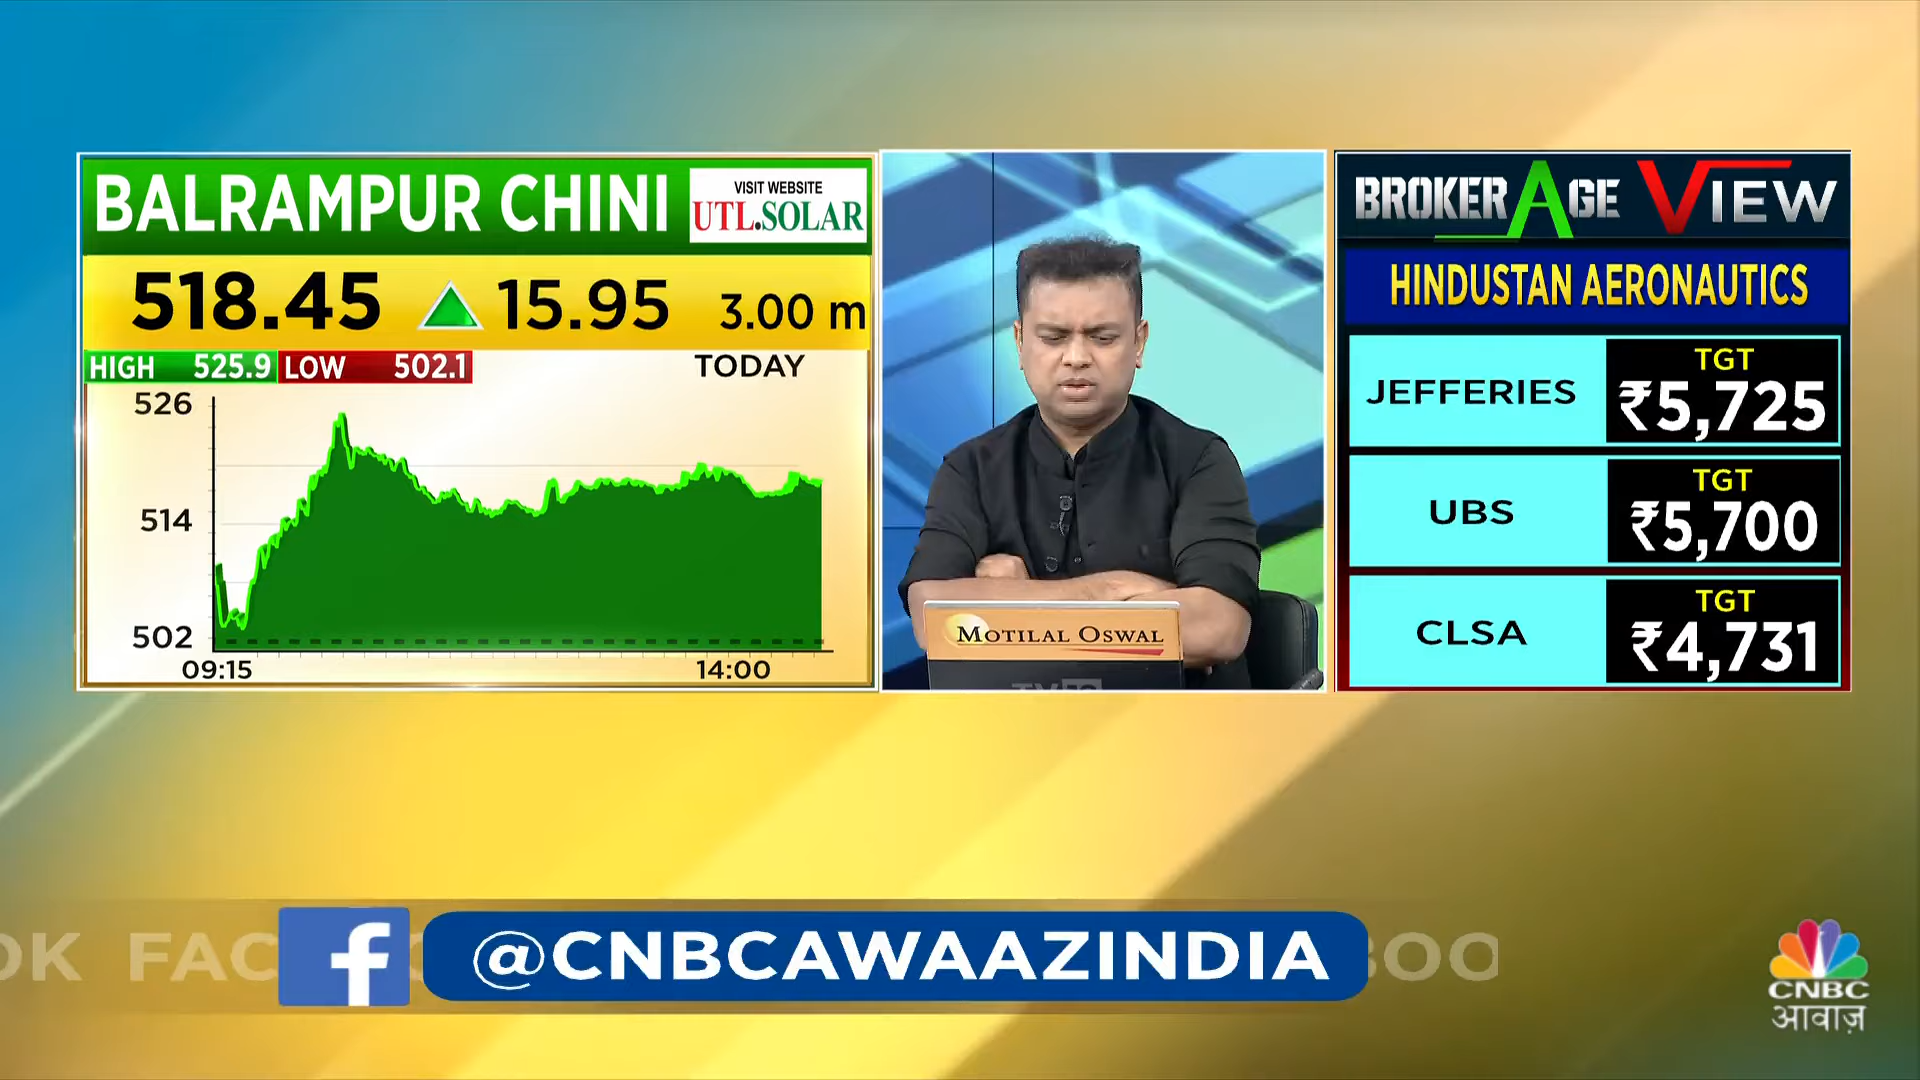 BALRAMPUR CHINI
VISIT WEBSITE
UTL.SOLAR
518.45 15.95 3.00 m
HIGH 525.9 LOW 502.1 TODAY
526
514
502
09:15 14:00
MOTILAL OSWAL
BROKERAGE VIEW
HINDUSTAN AERONAUTICS
JEFFERIES
TGT
₹5,725
UBS
TGT
₹5,700
CLSA
TGT
₹4,731
@CNBCAWAAZINDIA
CNBC
आवाज़